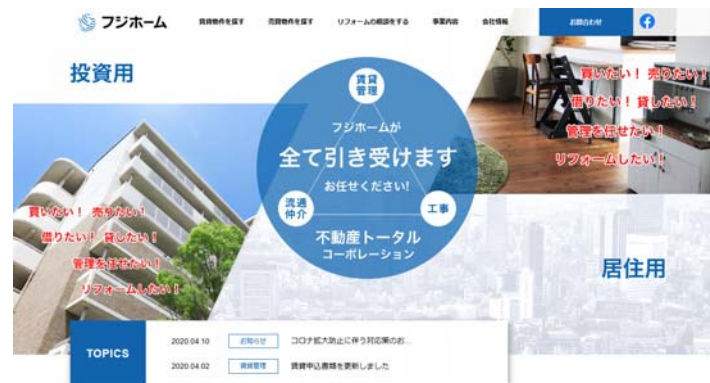 フジホーム
賃貸物件を探す 売買物件を探す リフォームの相談をする 事業内容 会社情報 お問合わせ
投資用
買いたい! 売りたい!
借りたい! 貸したい!
管理を任せたい!
リフォームしたい!
賃貸
管理
フジホームが
全て引き受けます
お任せください!
流通
仲介
工事
不動産トータル
コーポレーション
買いたい! 売りたい!
借りたい! 貸したい!
管理を任せたい!
リフォームしたい!
居住用
TOPICS
2020.04.10 お知らせ コロナ拡大防止に伴う対応策のお...
2020.04.02 賃貸管理 賃貸申込書類を更新しました